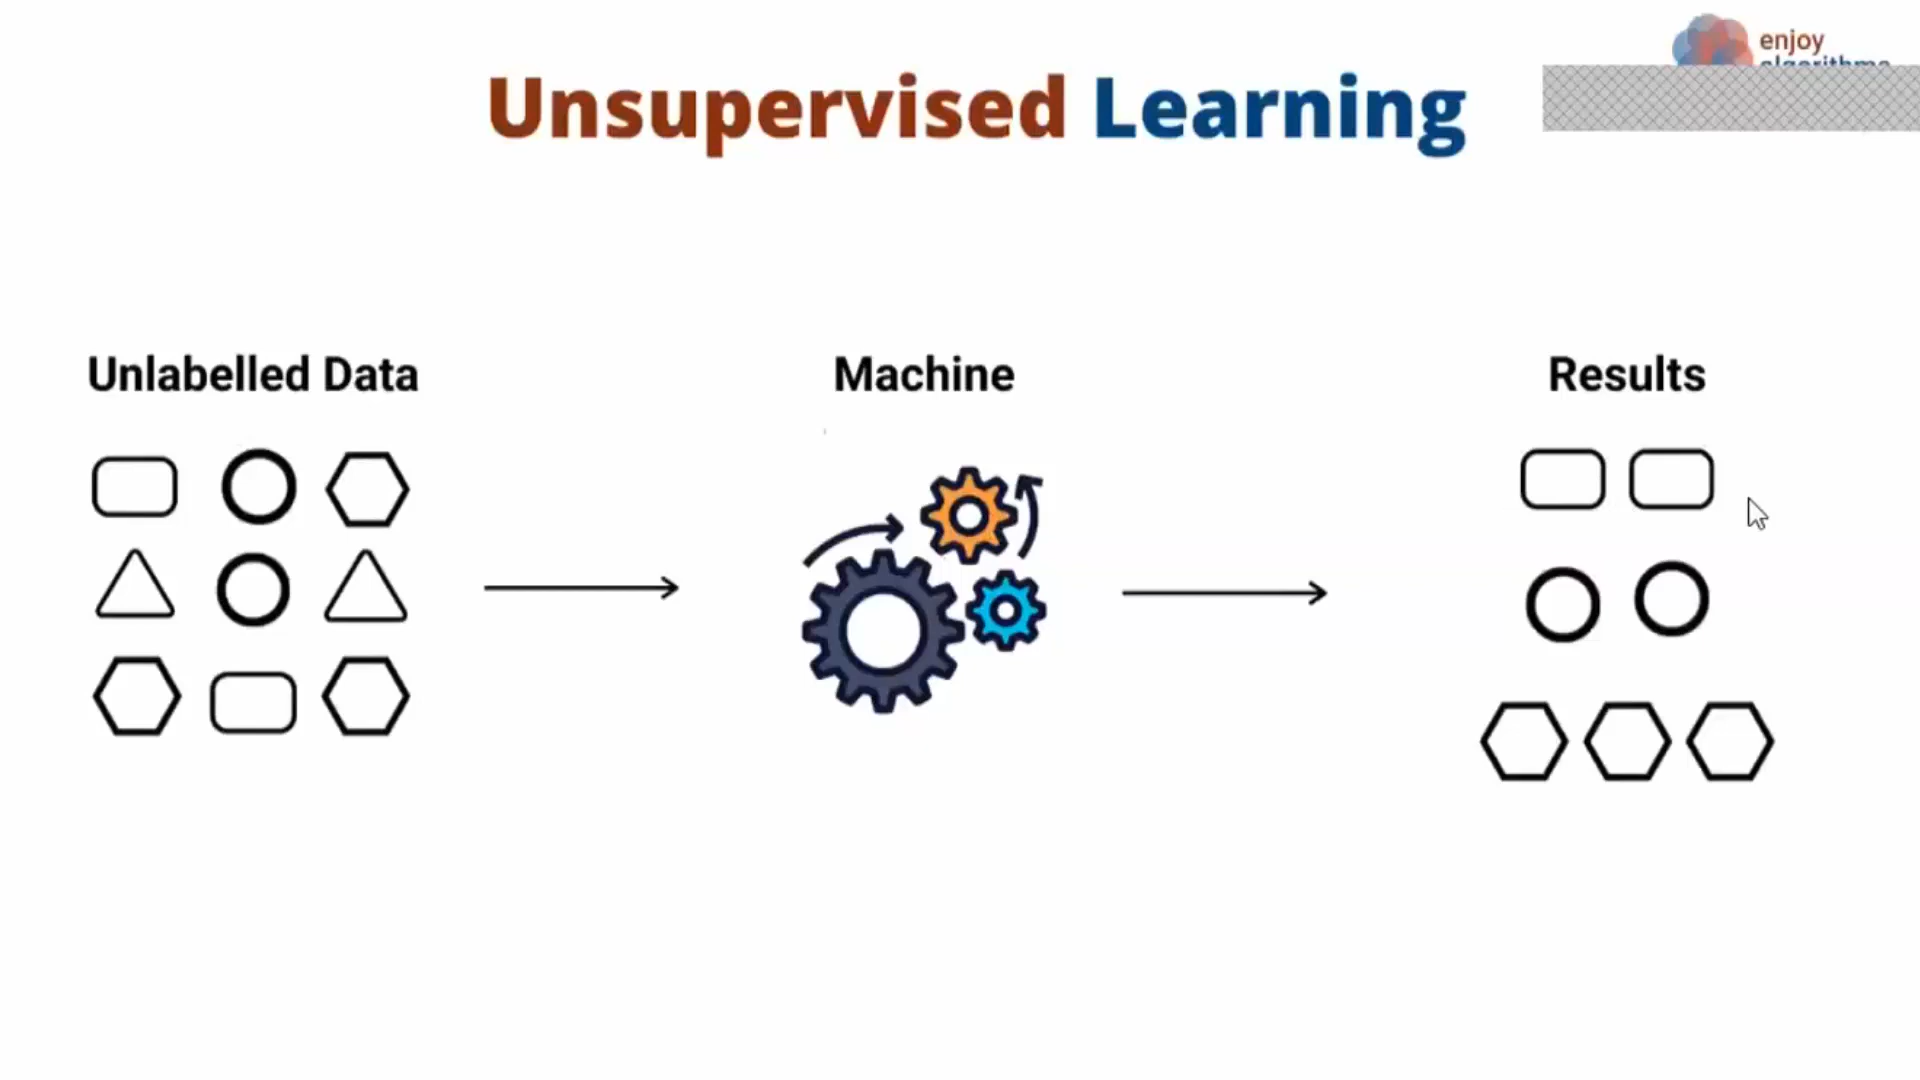 enjoy
Unsupervised Learning
Unlabelled Data
Machine
Results